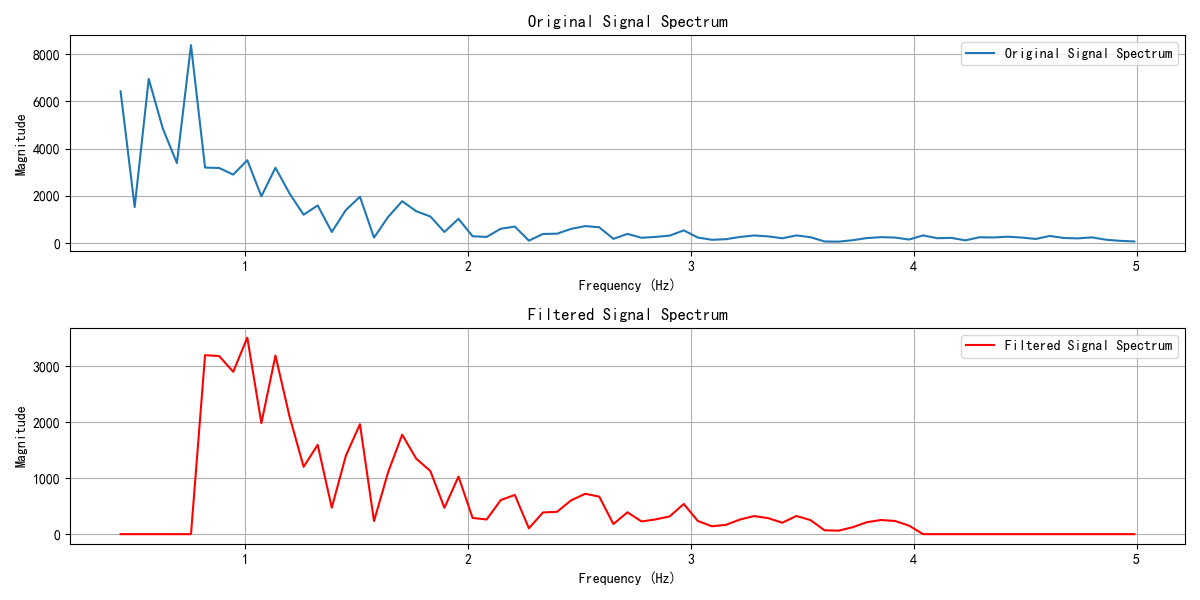 Original Signal Spectrum
Original Signal Spectrum
8000
6000
4000
2000
0
Magnitude
1 2 3 4 5
Frequency (Hz)
Filtered Signal Spectrum
Filtered Signal Spectrum
3000
2000
1000
0
Magnitude
1 2 3 4 5
Frequency (Hz)